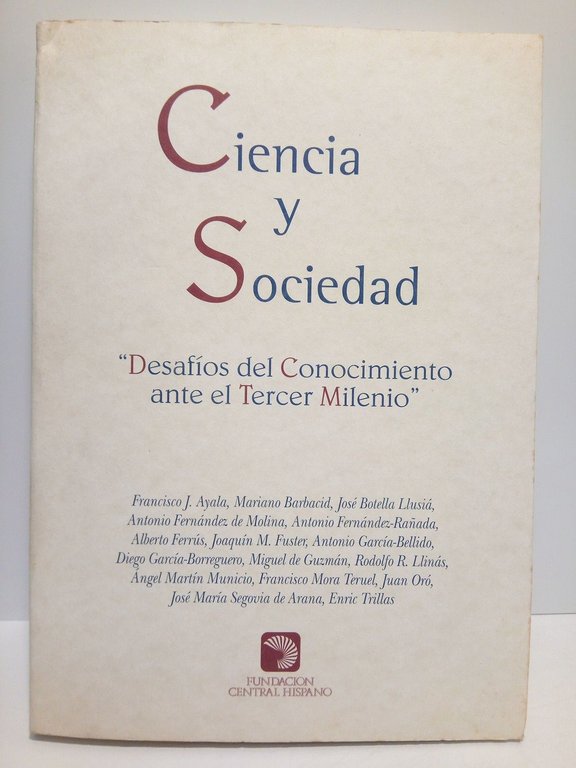 Ciencia
y
Sociedad
“Desafíos del Conocimiento
ante el Tercer Milenio”
Francisco J. Ayala, Mariano Barbacid, José Botella Llusiá,
Antonio Fernández de Molina, Antonio Fernández-Rañada,
Alberto Ferrús, Joaquín M. Fuster, Antonio García-Bellido,
Diego García-Borreguero, Miguel de Guzmán, Rodolfo R. Llinás,
Angel Martín Municio, Francisco Mora Teruel, Juan Oró,
José María Segovia de Arana, Enric Trillas
FUNDACION
CENTRAL HISPANO